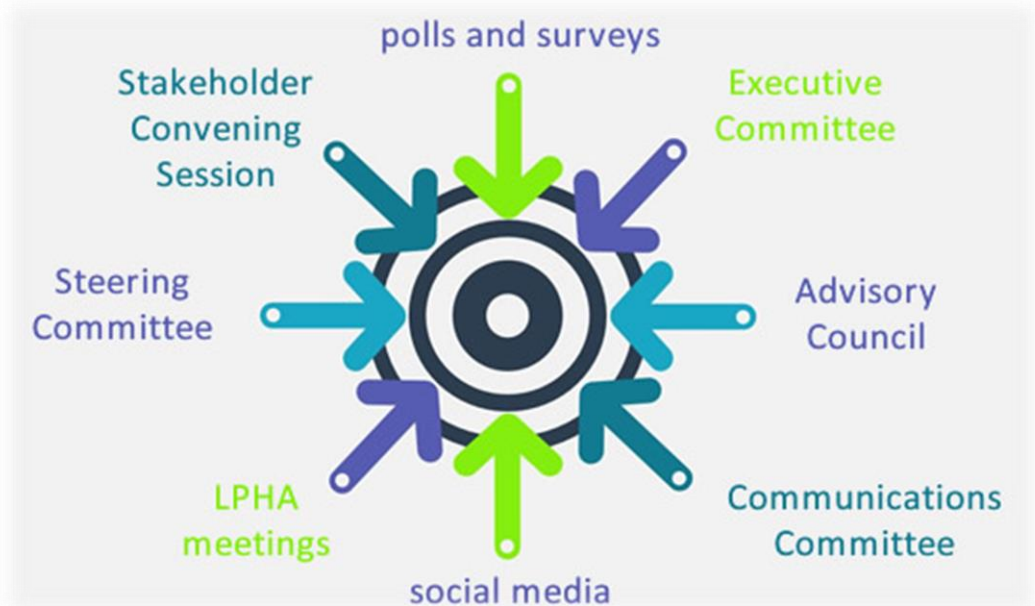 polls and surveys
Stakeholder
Convening
Session
Executive
Committee
Steering
Committee
Advisory
Council
LPHA
meetings
Communications
Committee
social media